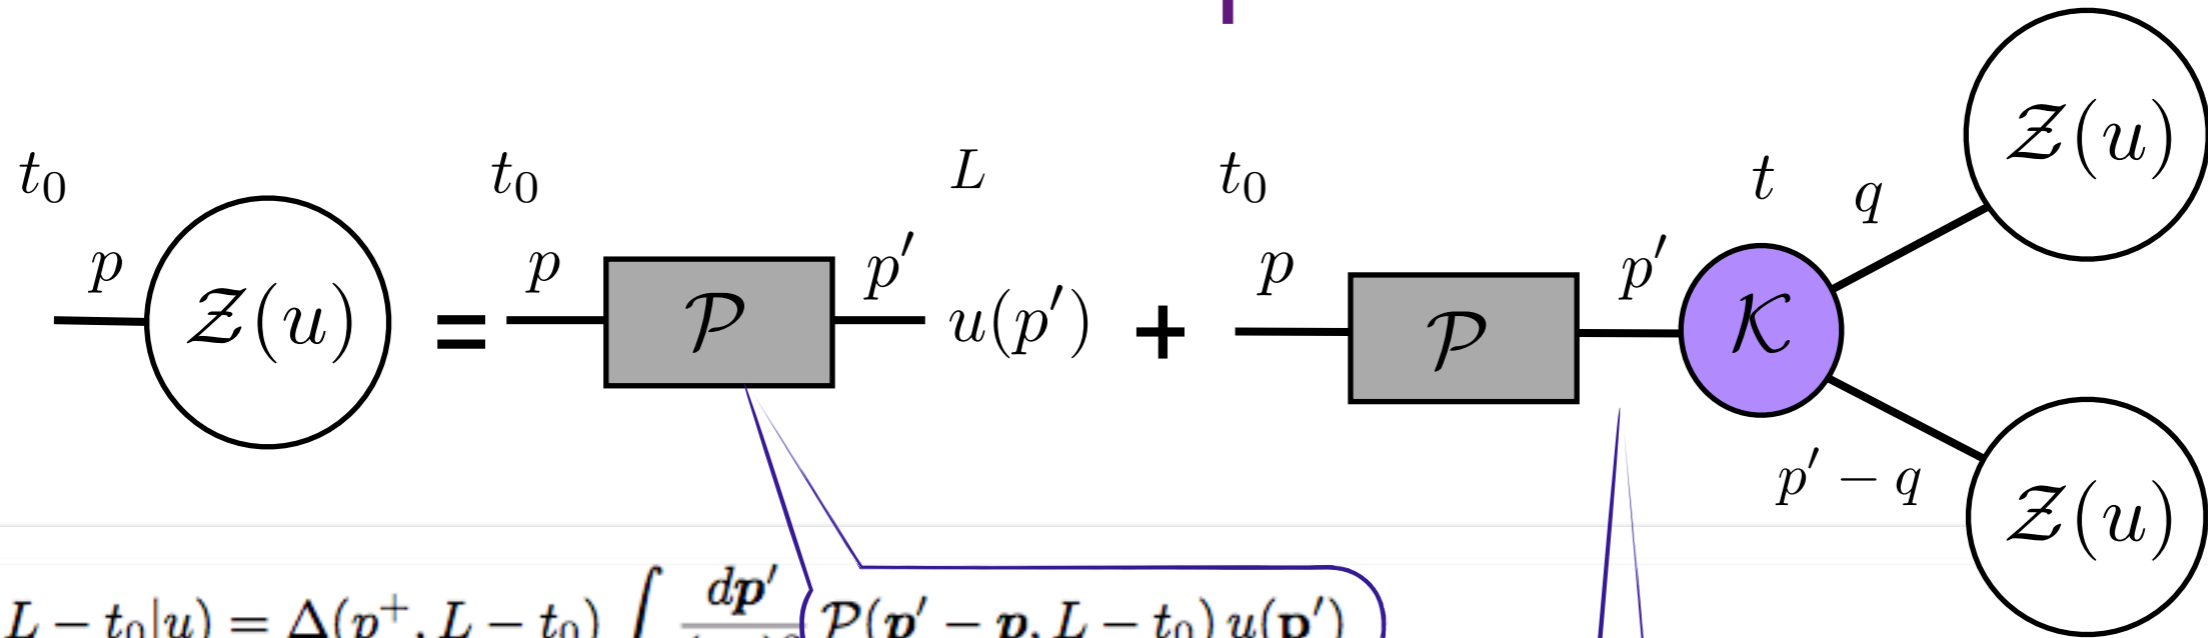 t₀ t₀ L t₀ t q 𝒵(u)
p p p′ p p′
𝒵(u) = 𝒫 u(p′) + 𝒫 𝒦
p′ − q 𝒵(u)
L − t₀|u) = Δ(p⁺, L − t₀) ∫ dp′ 𝒫(p′ − p, L − t₀) u(p′)